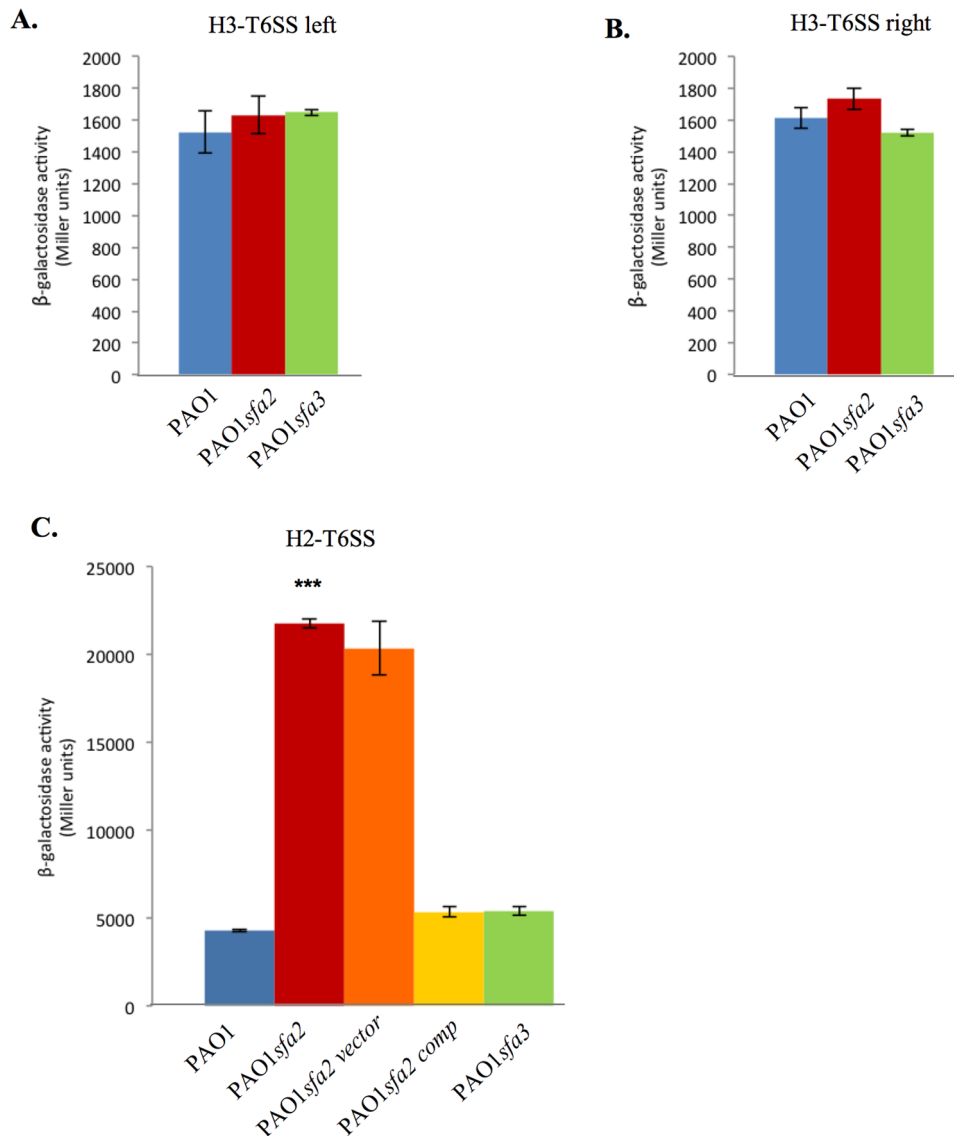 A.
H3-T6SS left
β-galactosidase activity
(Miller units)
2000
1800
1600
1400
1200
1000
800
600
400
200
0
PAO1
PAO1sfa2
PAO1sfa3
B.
H3-T6SS right
β-galactosidase activity
(Miller units)
2000
1800
1600
1400
1200
1000
800
600
400
200
0
PAO1
PAO1sfa2
PAO1sfa3
C.
H2-T6SS
β-galactosidase activity
(Miller units)
25000
20000
15000
10000
5000
0
***
PAO1
PAO1sfa2
PAO1sfa2 vector
PAO1sfa2 comp
PAO1sfa3